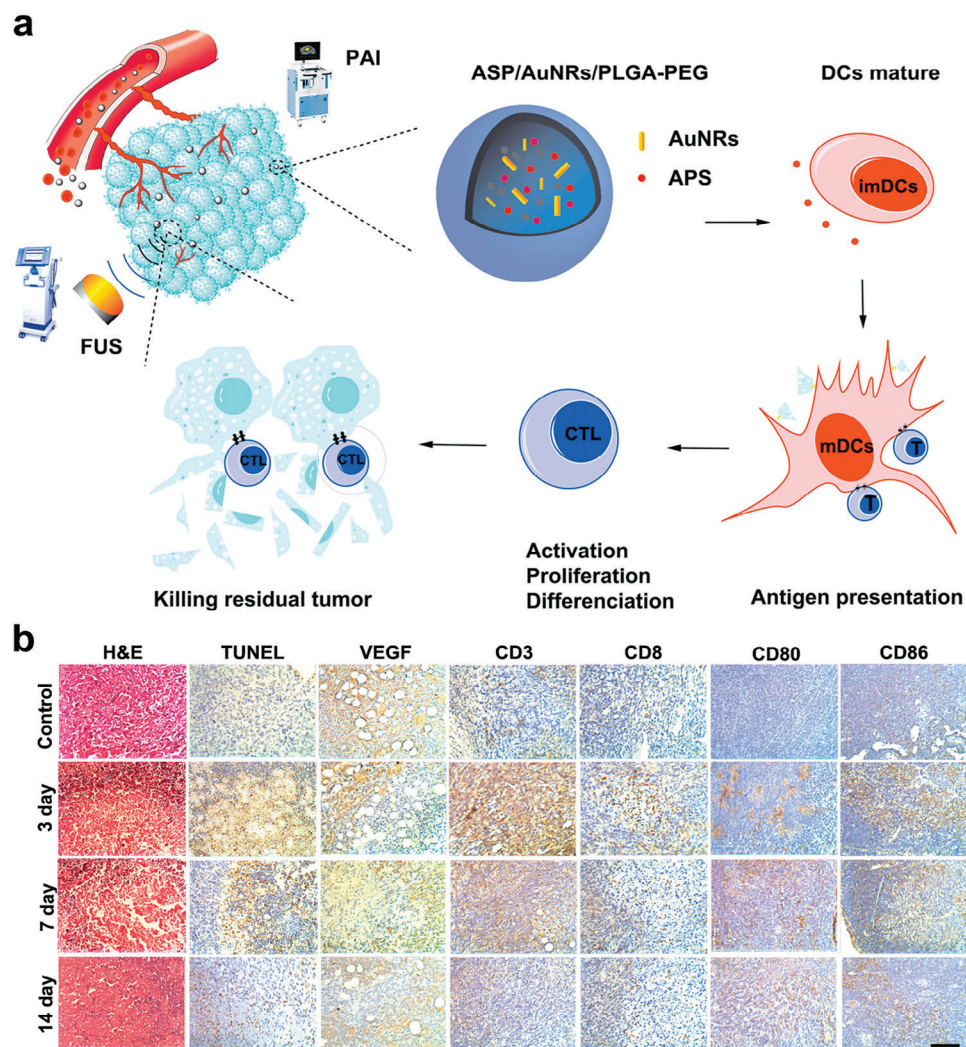 a
PAI
ASP/AuNRs/PLGA-PEG
DCs mature
AuNRs
APS
imDCs
FUS
CTL
mDCs
T
T
CTL
CTL
Activation
Proliferation
Differenciation
Killing residual tumor
Antigen presentation
b
H&E TUNEL VEGF CD3 CD8 CD80 CD86
Control
3 day
7 day
14 day